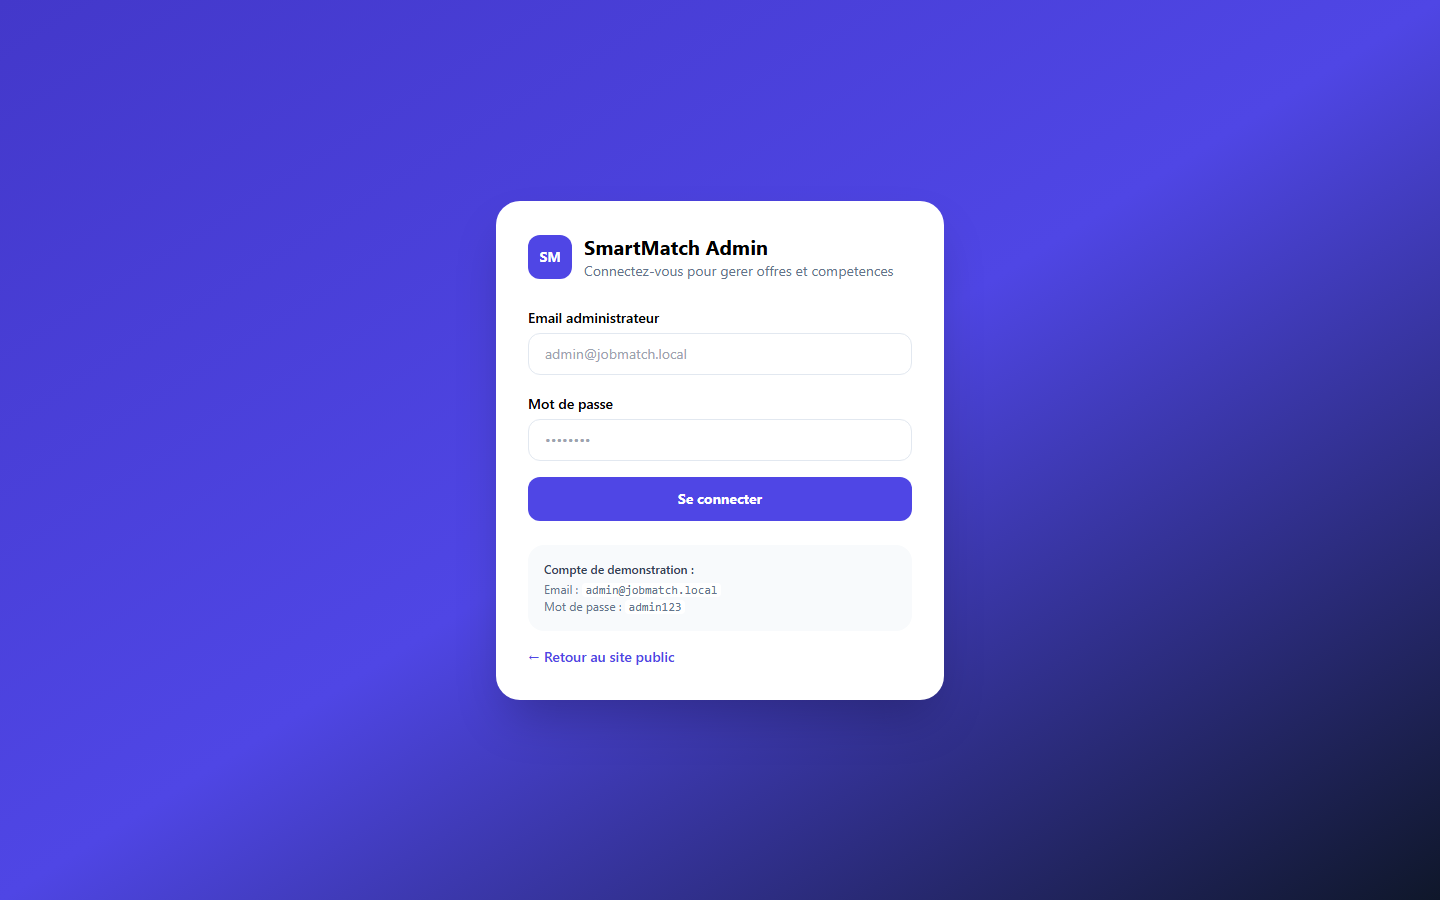 SM
SmartMatch Admin
Connectez-vous pour gerer offres et competences
Email administrateur
admin@jobmatch.local
Mot de passe
••••••••
Se connecter
Compte de demonstration :
Email : admin@jobmatch.local
Mot de passe : admin123
← Retour au site public